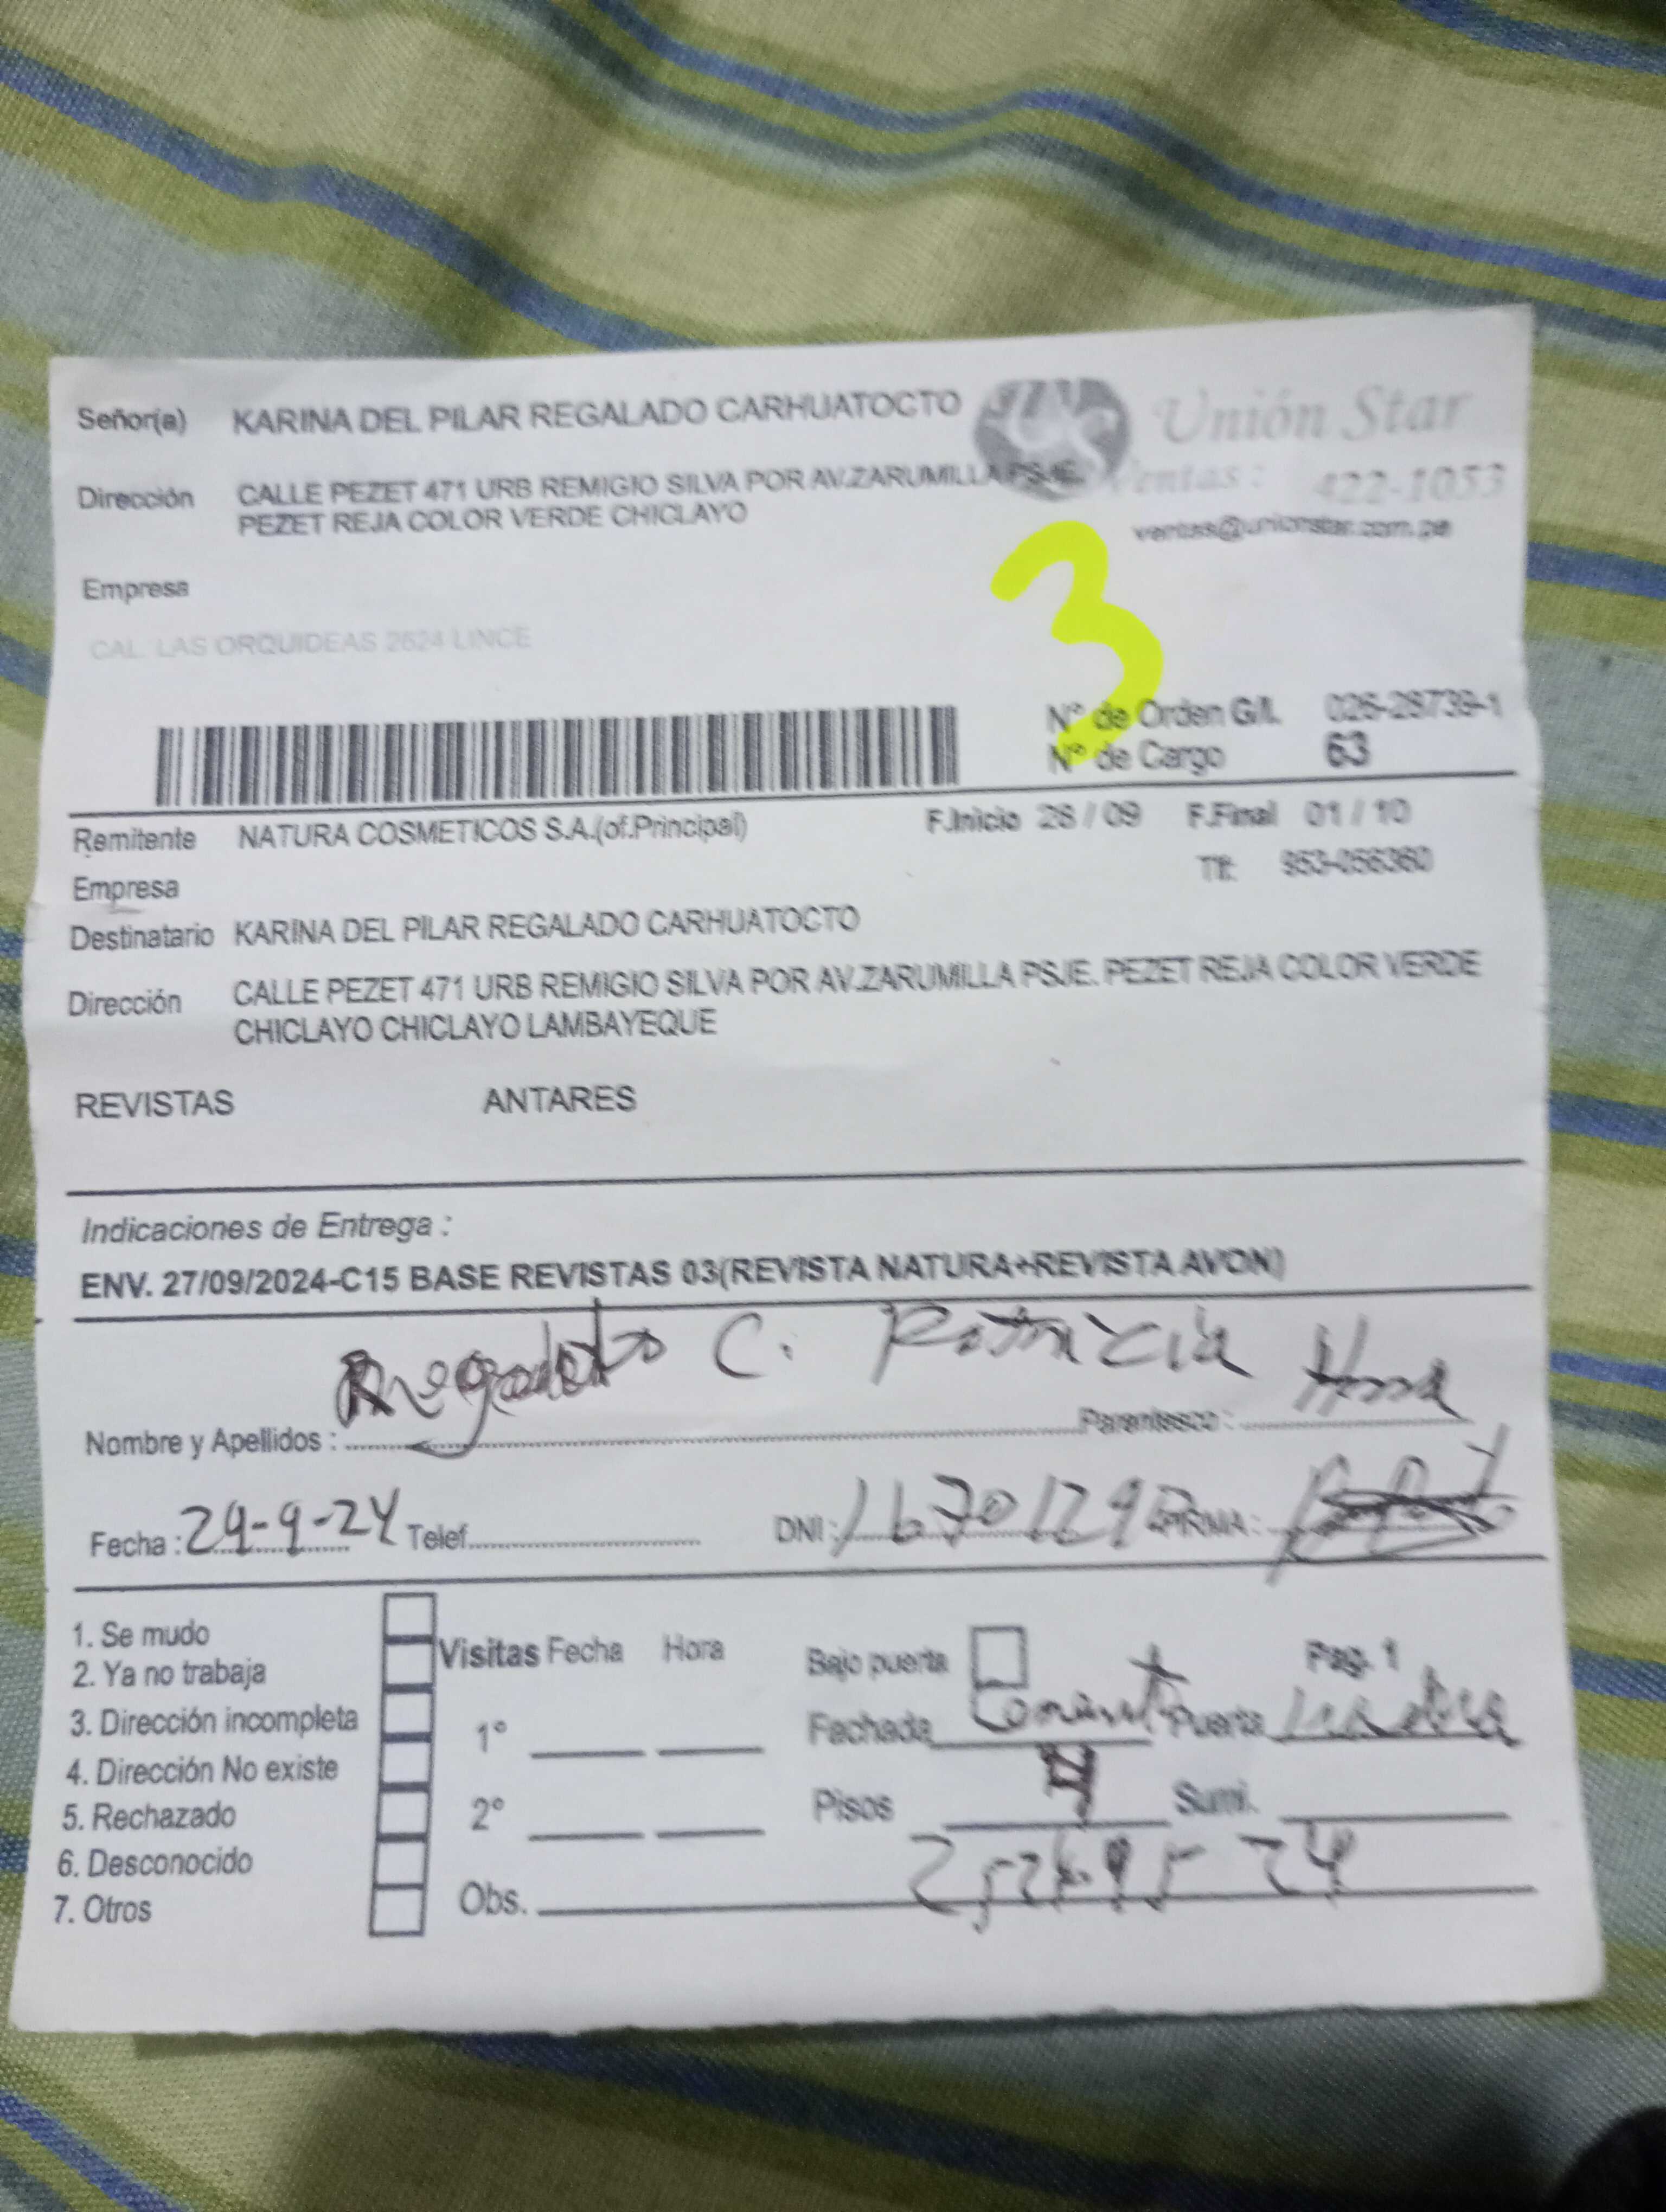 Señor(a) KARINA DEL PILAR REGALADO CARHUATOCTO
Unión Star
Dirección CALLE PEZET 471 URB REMIGIO SILVA POR AV.ZARUMILLA PSJE.
PEZET REJA COLOR VERDE CHICLAYO
Ventas : 422-1053
ventas@unionstar.com.pe
3
Empresa
CAL. LAS ORQUIDEAS 2624 LINCE
N° de Orden G/L 026-28739-1
N° de Cargo 63
Remitente NATURA COSMETICOS S.A.(of.Principal) F.Inicio 28 / 09 F.Final 01 / 10
Empresa Tlf: 953-056360
Destinatario KARINA DEL PILAR REGALADO CARHUATOCTO
Dirección CALLE PEZET 471 URB REMIGIO SILVA POR AV.ZARUMILLA PSJE. PEZET REJA COLOR VERDE
CHICLAYO CHICLAYO LAMBAYEQUE
REVISTAS ANTARES
Indicaciones de Entrega :
ENV. 27/09/2024-C15 BASE REVISTAS 03(REVISTA NATURA+REVISTA AVON)
Nombre y Apellidos : Regalado C. Patricia Parentesco :
Fecha : 29-9-24 Telef. DNI : FIRMA :
1. Se mudo
2. Ya no trabaja
3. Dirección incompleta
4. Dirección No existe
5. Rechazado
6. Desconocido
7. Otros
Visitas Fecha Hora
1°
2°
Obs.
Bajo puerta Pag. 1
Fachada Puerta madera
Pisos Sumi.